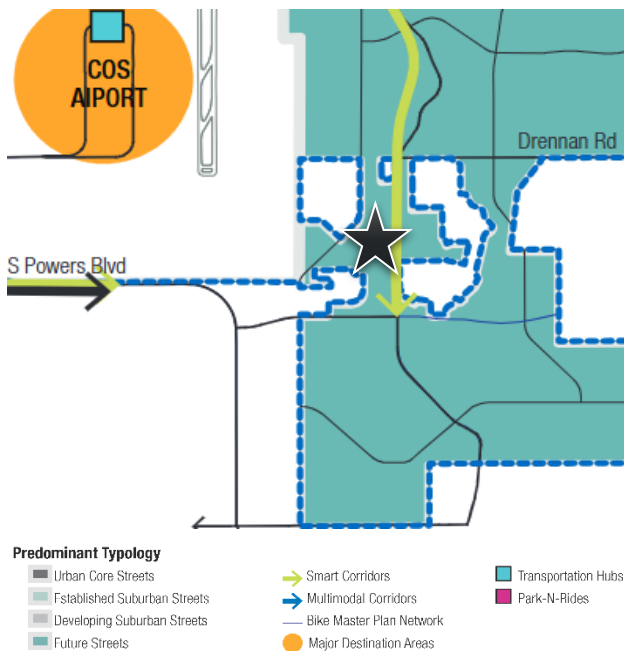 COS
AIPORT
Drennan Rd
S Powers Blvd
Predominant Typology
Urban Core Streets
Established Suburban Streets
Developing Suburban Streets
Future Streets
Smart Corridors
Multimodal Corridors
Bike Master Plan Network
Major Destination Areas
Transportation Hubs
Park-N-Rides